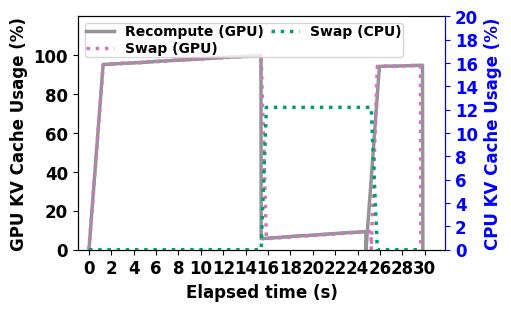 Recompute (GPU)
Swap (GPU)
Swap (CPU)
GPU KV Cache Usage (%)
0
20
40
60
80
100
CPU KV Cache Usage (%)
0
2
4
6
8
10
12
14
16
18
20
0 2 4 6 8 10 12 14 16 18 20 22 24 26 28 30
Elapsed time (s)